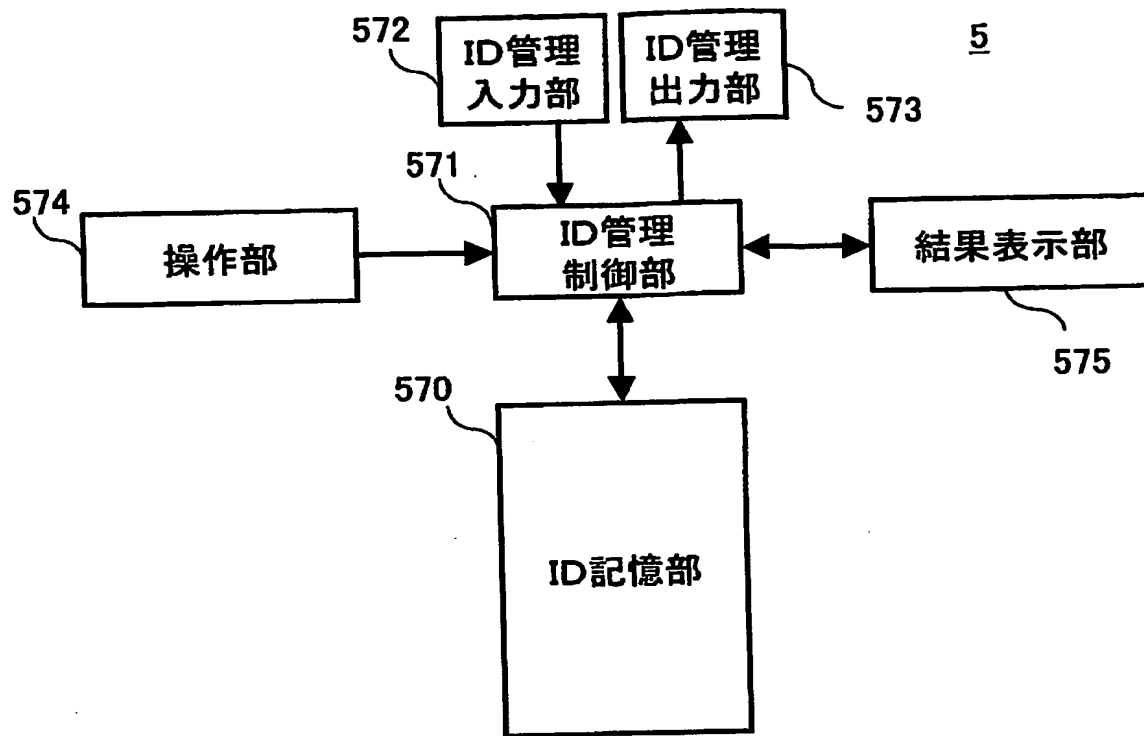 572
ID管理
入力部
ID管理
出力部
5
573
571
574
操作部
ID管理
制御部
結果表示部
575
570
ID記憶部